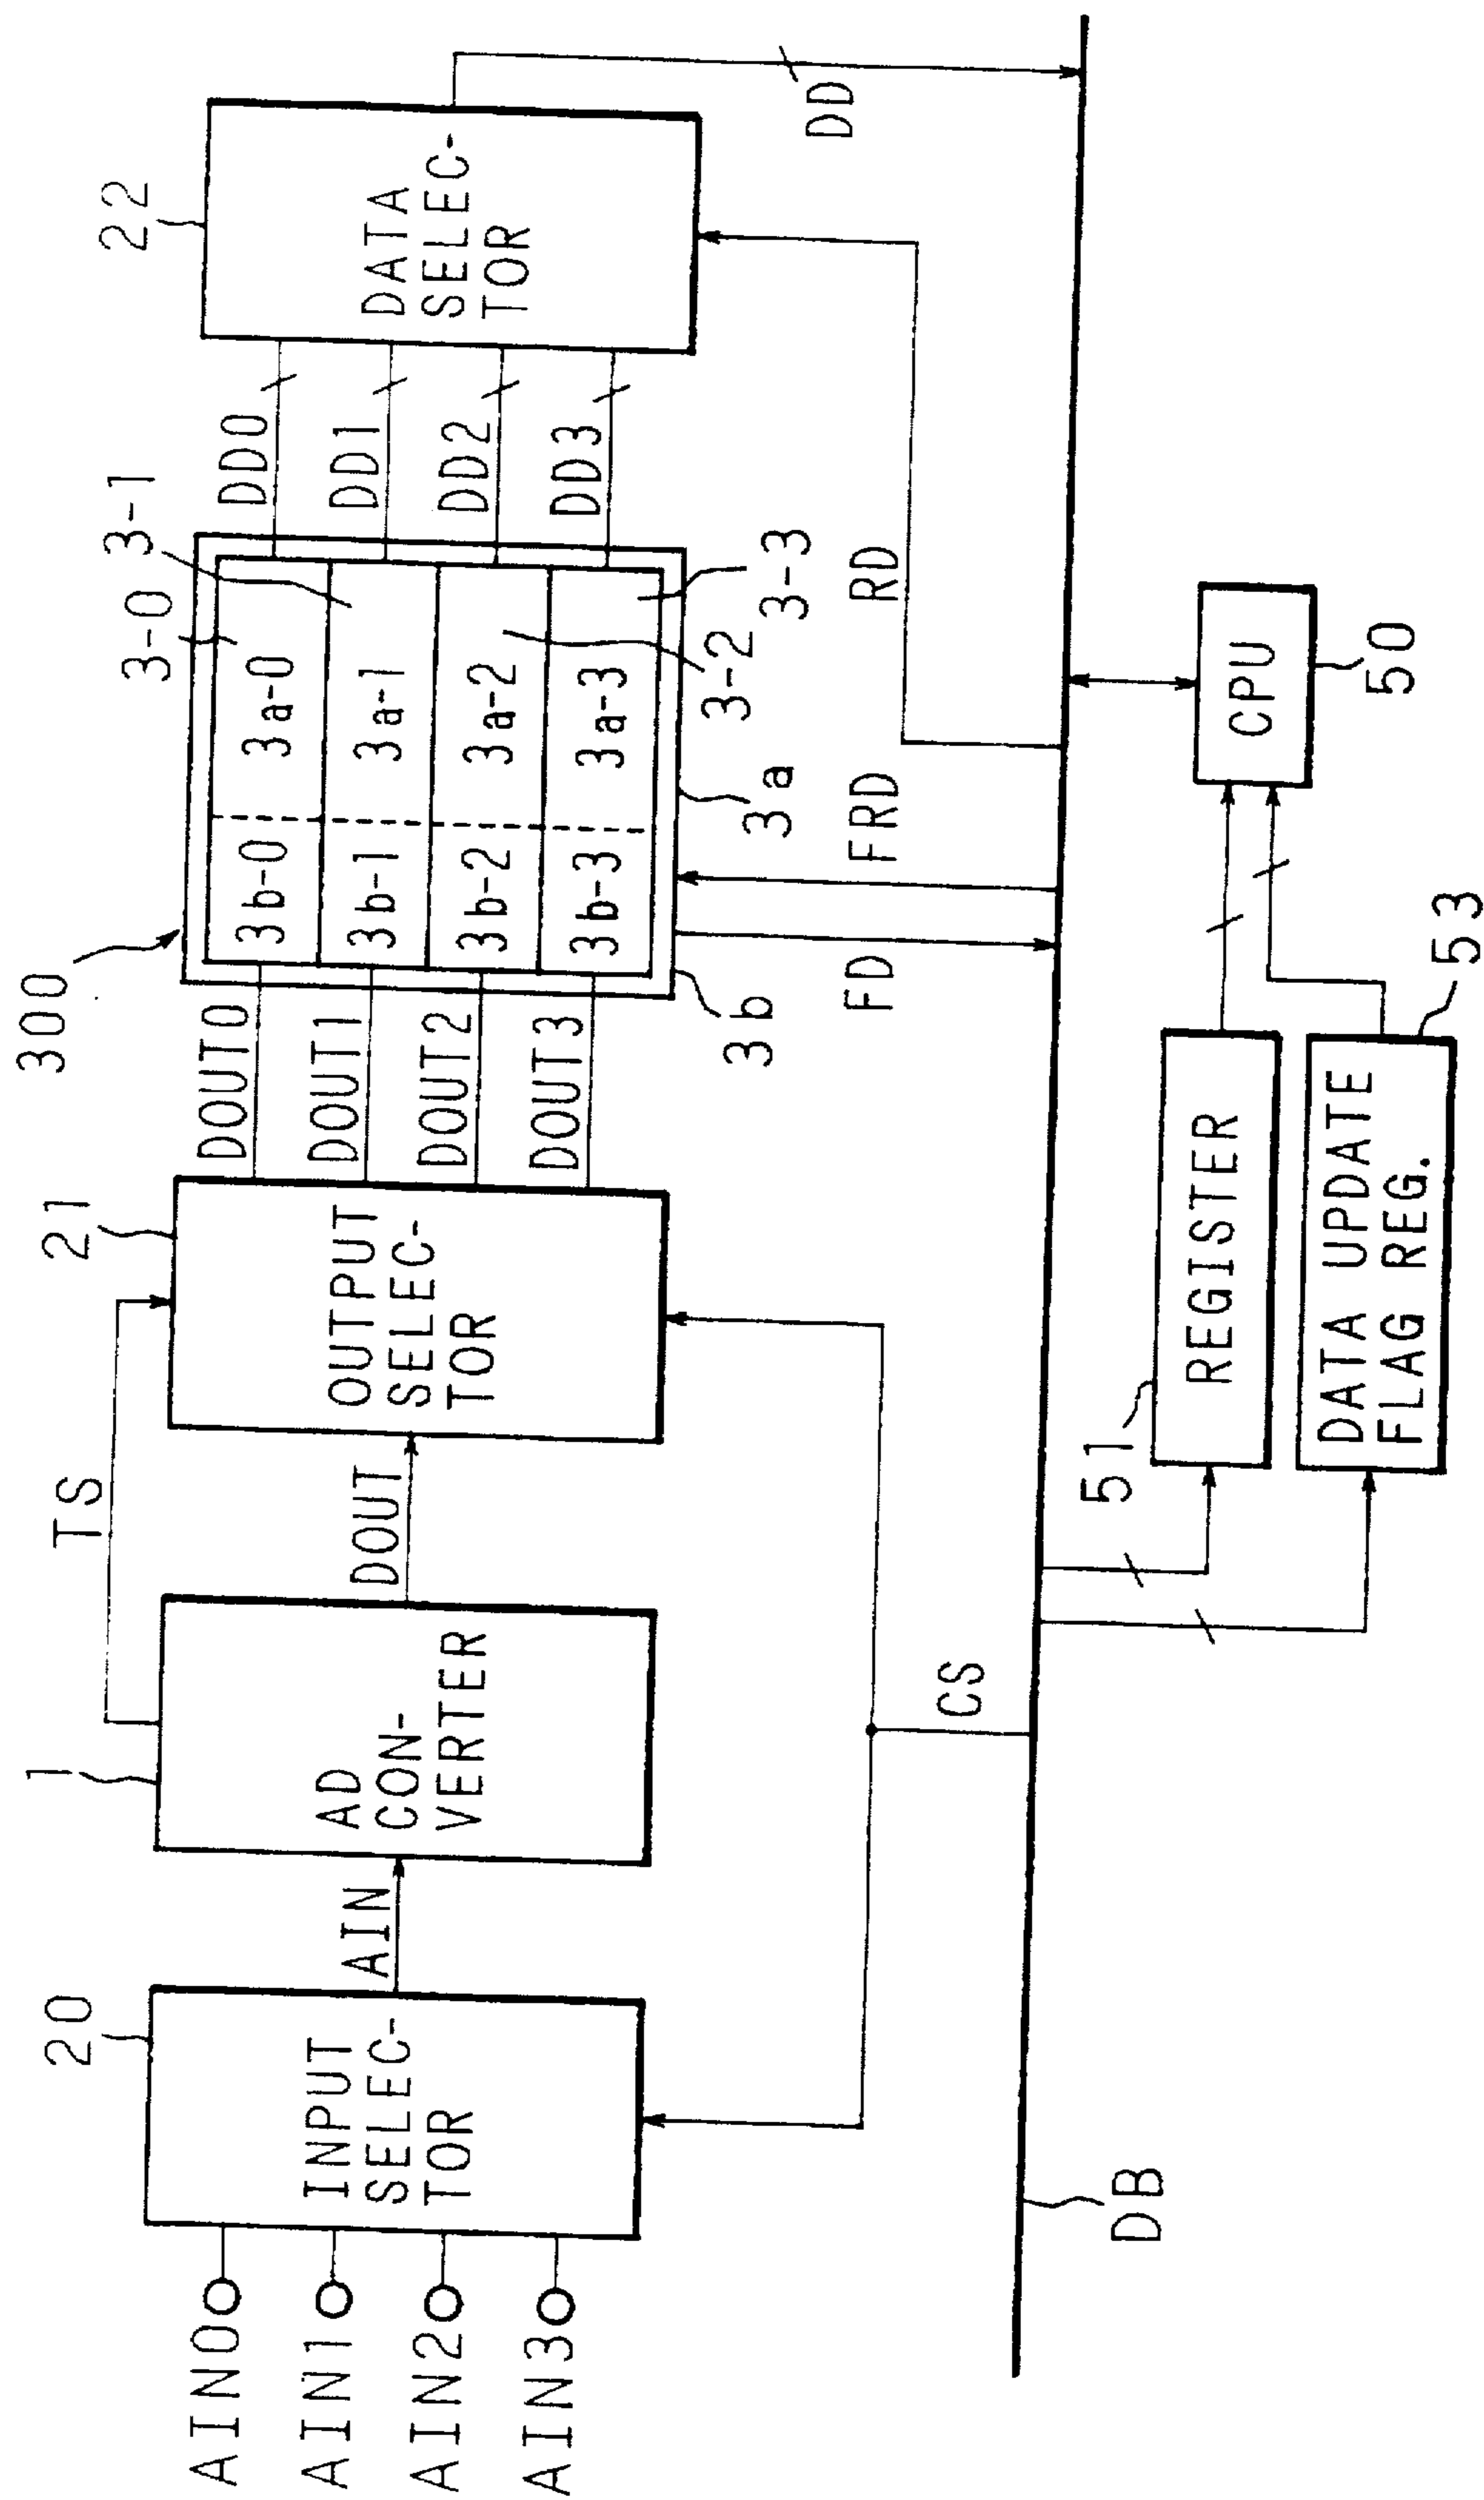 300
20
1
TS
21
3-0
3-1
22
AIN0
AIN1
AIN2
AIN3
INPUT
SELEC-
TOR
AIN
AD
CON-
VERTER
DOUT
OUTPUT
SELEC-
TOR
DOUT0
DOUT1
DOUT2
DOUT3
3b-0 3a-0
3b-1 3a-1
3b-2 3a-2
3b-3 3a-3
DD0
DD1
DD2
DD3
DATA
SELEC-
TOR
3b
3a
3-2
3-3
DD
CS
FD
FRD
RD
DB
51
REGISTER
CPU
50
DATA UPDATE
FLAG REG.
53